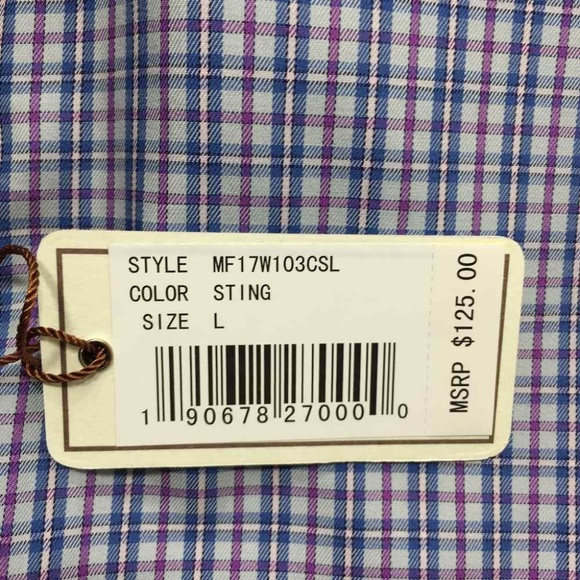 STYLE MF17W103CSL
COLOR STING
SIZE L
1 90678 27000 0
MSRP $125.00